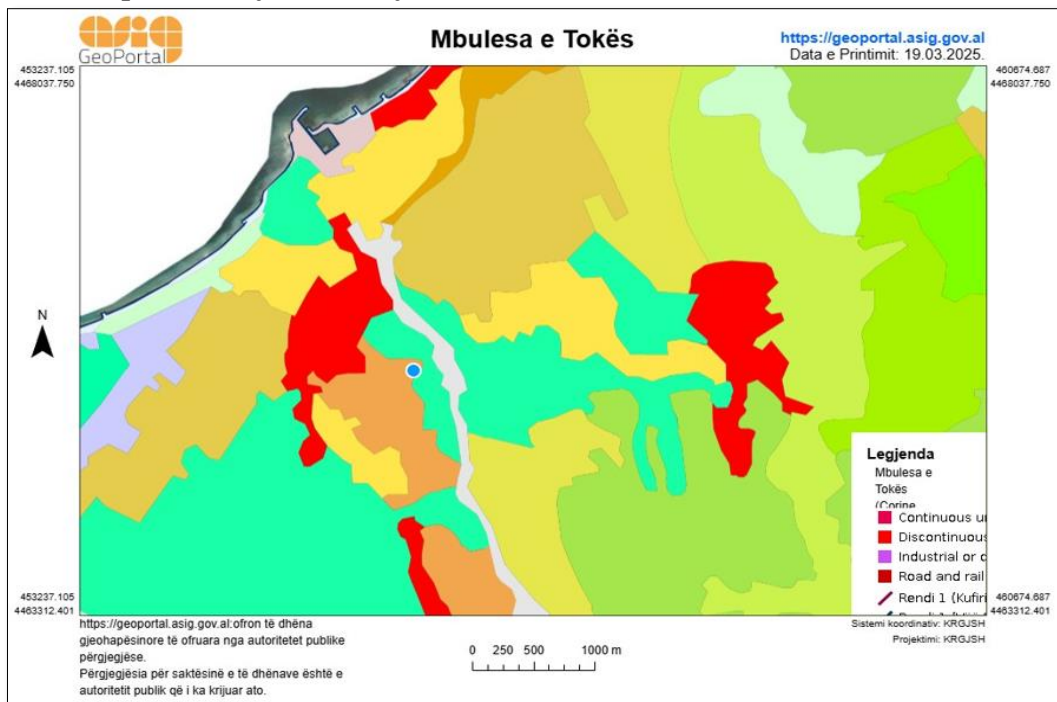 asig
GeoPortal
Mbulesa e Tokës
https://geoportal.asig.gov.al
Data e Printimit: 19.03.2025.
453237.105
4468037.750
460674.687
4468037.750
N
Legjenda
Mbulesa e
Tokës
(Corine
Continuous
Discontinuous
Industrial or
Road and rail
Rendi 1 (Kufiri
453237.105
4463312.401
460674.687
4463312.401
https://geoportal.asig.gov.al:ofron të dhëna
gjeohapësinore të ofruara nga autoritetet publike
përgjegjëse.
Përgjegjësia për saktësinë e të dhënave është e
autoritetit publik që i ka krijuar ato.
0 250 500 1000 m
Sistemi koordinativ: KRGJSH
Projektimi: KRGJSH